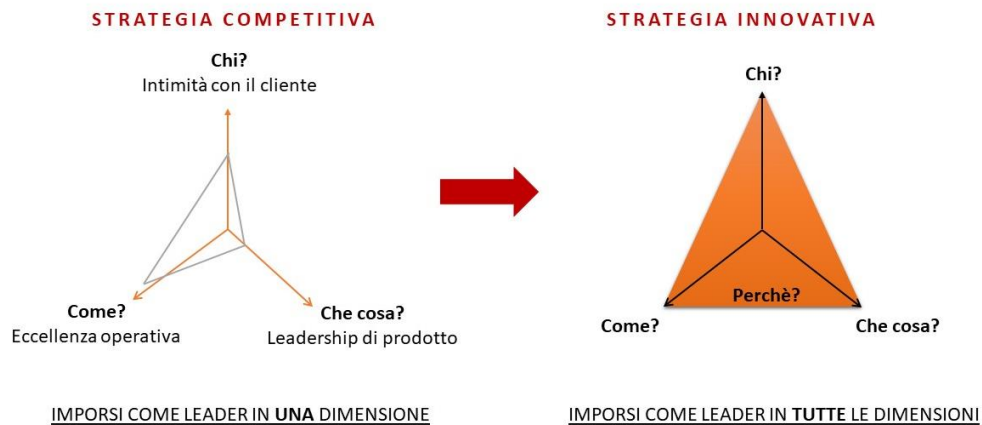 STRATEGIA COMPETITIVA
Chi?
Intimità con il cliente
Come?
Eccellenza operativa
Che cosa?
Leadership di prodotto
IMPORSI COME LEADER IN UNA DIMENSIONE
STRATEGIA INNOVATIVA
Chi?
Perchè?
Come?
Che cosa?
IMPORSI COME LEADER IN TUTTE LE DIMENSIONI